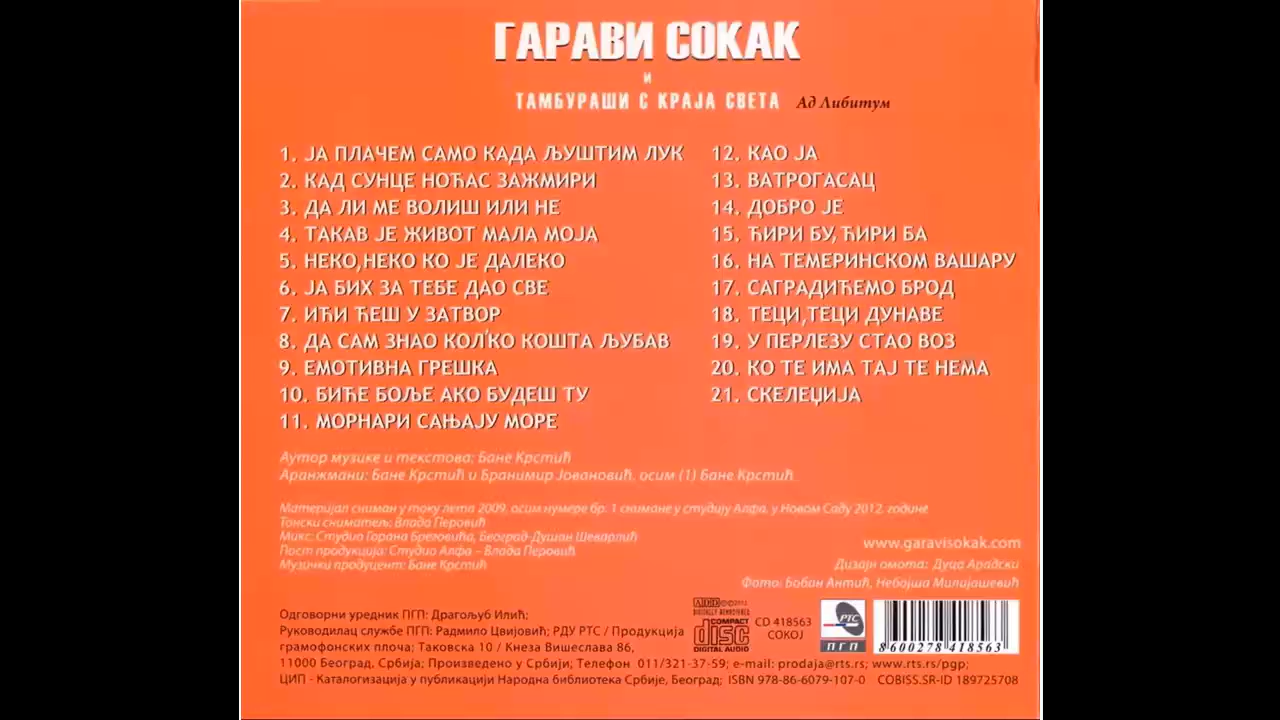 ГАРАВИ СОКАК
и
ТАМБУРАШИ С КРАЈА СВЕТА Ад Либитум
1. ЈА ПЛАЧЕМ САМО КАДА ЉУШТИМ ЛУК
2. КАД СУНЦЕ НОЋАС ЗАЖМИРИ
3. ДА ЛИ МЕ ВОЛИШ ИЛИ НЕ
4. ТАКАВ ЈЕ ЖИВОТ МАЛА МОЈА
5. НЕКО,НЕКО КО ЈЕ ДАЛЕКО
6. ЈА БИХ ЗА ТЕБЕ ДАО СВЕ
7. ИЋИ ЋЕШ У ЗАТВОР
8. ДА САМ ЗНАО КОЛ'КО КОШТА ЉУБАВ
9. ЕМОТИВНА ГРЕШКА
10. БИЋЕ БОЉЕ АКО БУДЕШ ТУ
11. МОРНАРИ САЊАЈУ МОРЕ
12. КАО ЈА
13. ВАТРОГАСАЦ
14. ДОБРО ЈЕ
15. ЋИРИ БУ, ЋИРИ БА
16. НА ТЕМЕРИНСКОМ ВАШАРУ
17. САГРАДИЋЕМО БРОД
18. ТЕЦИ,ТЕЦИ ДУНАВЕ
19. У ПЕРЛЕЗУ СТАО ВОЗ
20. КО ТЕ ИМА ТАЈ ТЕ НЕМА
21. СКЕЛЕЏИЈА
Аутор музике и текстова: Бане Крстић
Аранжмани: Бане Крстић и Бранимир Јовановић, осим (1) Бане Крстић
Материјал сниман у току лета 2009, осим нумере бр. 1 снимане у студију Алфа, у Новом Саду 2012. године
Тонски сниматељ: Влада Перовић
Микс: Студио Горана Бреговића, Београд-Душан Шеварлић
Пост продукција: Студио Алфа – Влада Перовић
Музички продуцент: Бане Крстић
www.garavisokak.com
Дизајн омота: Дуца Арадски
Фото: Бобан Антић, Небојша Милијашевић
Одговорни уредник ПГП: Драгољуб Илић;
Руководилац службе ПГП: Радмило Цвијовић; РДУ РТС / Продукција
грамофонских плоча; Таковска 10 / Кнеза Вишеслава 86,
11000 Београд, Србија; Произведено у Србији, Телефон 011/321-37-59; e-mail: prodaja@rts.rs; www.rts.rs/pgp;
ЦИП - Каталогизација у публикацији Народна библиотека Србије, Београд; ISBN 978-86-6079-107-0 COBISS.SR-ID 189725708
DIGITALLY REMASTERED
COMPACT
disc
DIGITAL AUDIO
CD 418563
СОКОЈ
РТС
ПГП
8600278418563